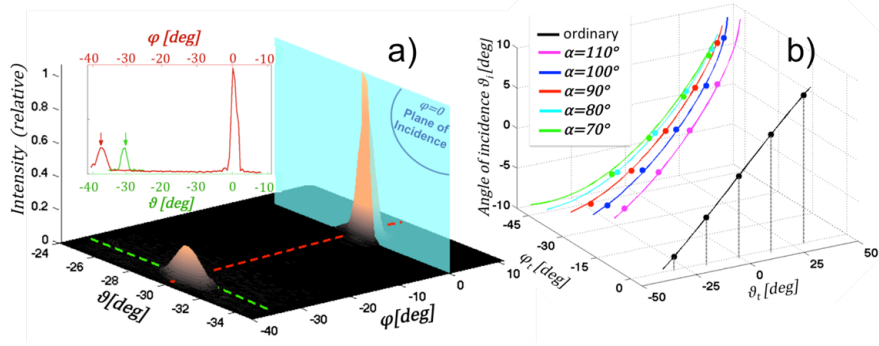 a)
φ [deg]
-40 -30 -20 -10 0 -10
-40 -30 -20 -10 0 -10
ϑ [deg]
Intensity (relative)
1
0.8
0.6
0.4
0.2
0
φ=0
Plane of
Incidence
-24
-26
-28
-30
-32
-34
ϑ[deg]
-40
-30
-20
-10
0
10
φ[deg]
b)
ordinary
α=110°
α=100°
α=90°
α=80°
α=70°
Angle of incidence ϑi[deg]
10
5
0
-5
-10
-45
-30
-15
0
φt[deg]
-50
-25
0
25
50
ϑt [deg]